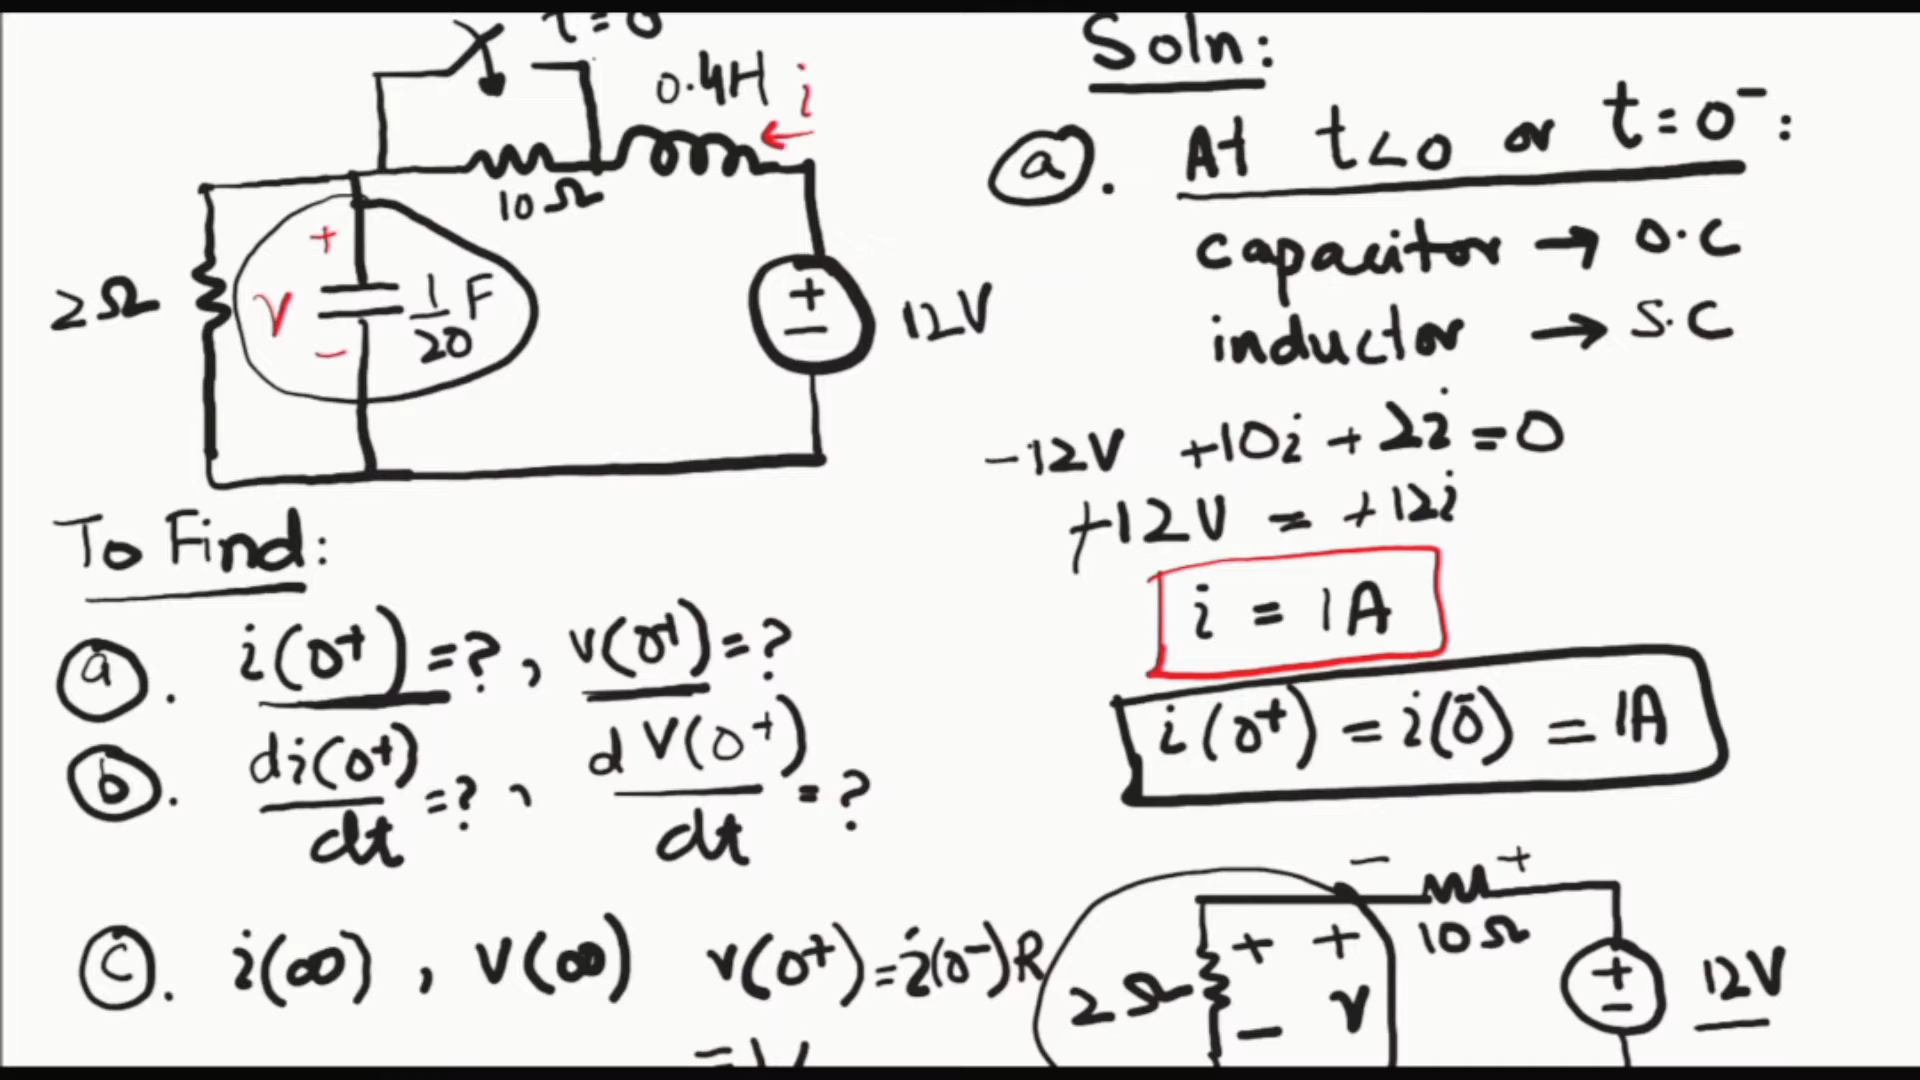 t=0
0.4H i
10Ω
2Ω
+
V
-
1/20 F
+
-
12V
To Find:
a. i(0+)=?, v(0+)=?
b. di(0+)/dt=?, dV(0+)/dt=?
c. i(∞), V(∞)
v(0+)=i(0-)R
=V
Soln:
a. At t<0 or t=0-:
capacitor → O.C
inductor → S.C
-12V +10i + 2i = 0
+12V = +12i
i = 1A
i(0+) = i(0-) = 1A
- +
10Ω
2Ω
+ +
- v
+
-
12V